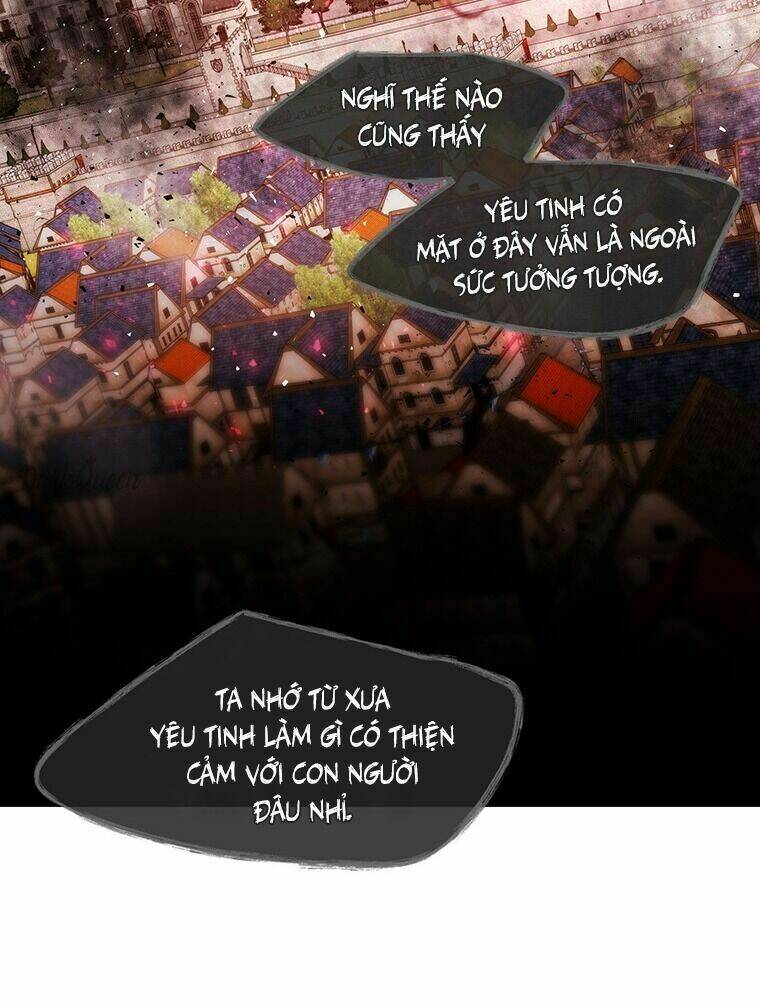 NGHĨ THẾ NÀO
CŨNG THẤY
YÊU TINH CÓ
MẶT Ở ĐÂY VẪN LÀ NGOÀI
SỨC TƯỞNG TƯỢNG.
TA NHỚ TỪ XƯA
YÊU TINH LÀM GÌ CÓ THIỆN
CẢM VỚI CON NGƯỜI
ĐÂU NHỈ.